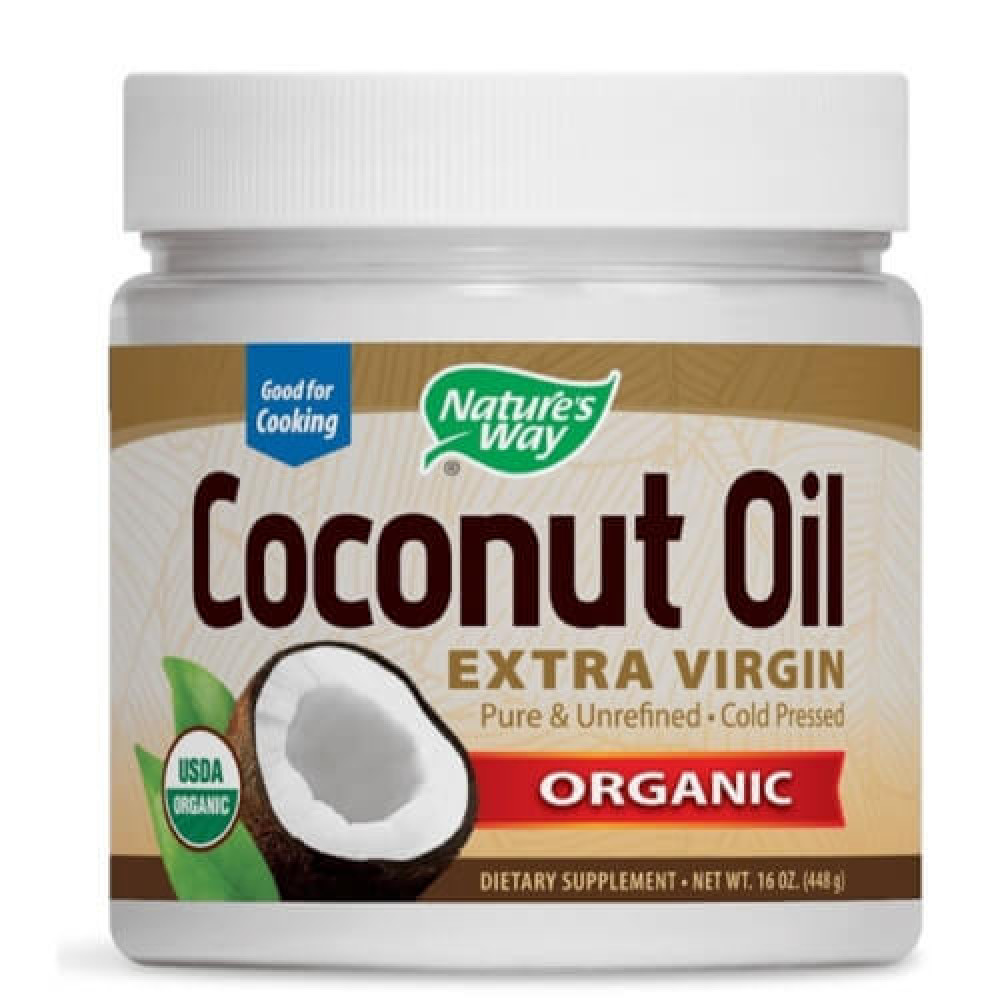 Good for
Cooking
Nature's
Way
®
Coconut Oil
EXTRA VIRGIN
Pure & Unrefined • Cold Pressed
USDA
ORGANIC
ORGANIC
DIETARY SUPPLEMENT • NET WT. 16 OZ. (448 g)